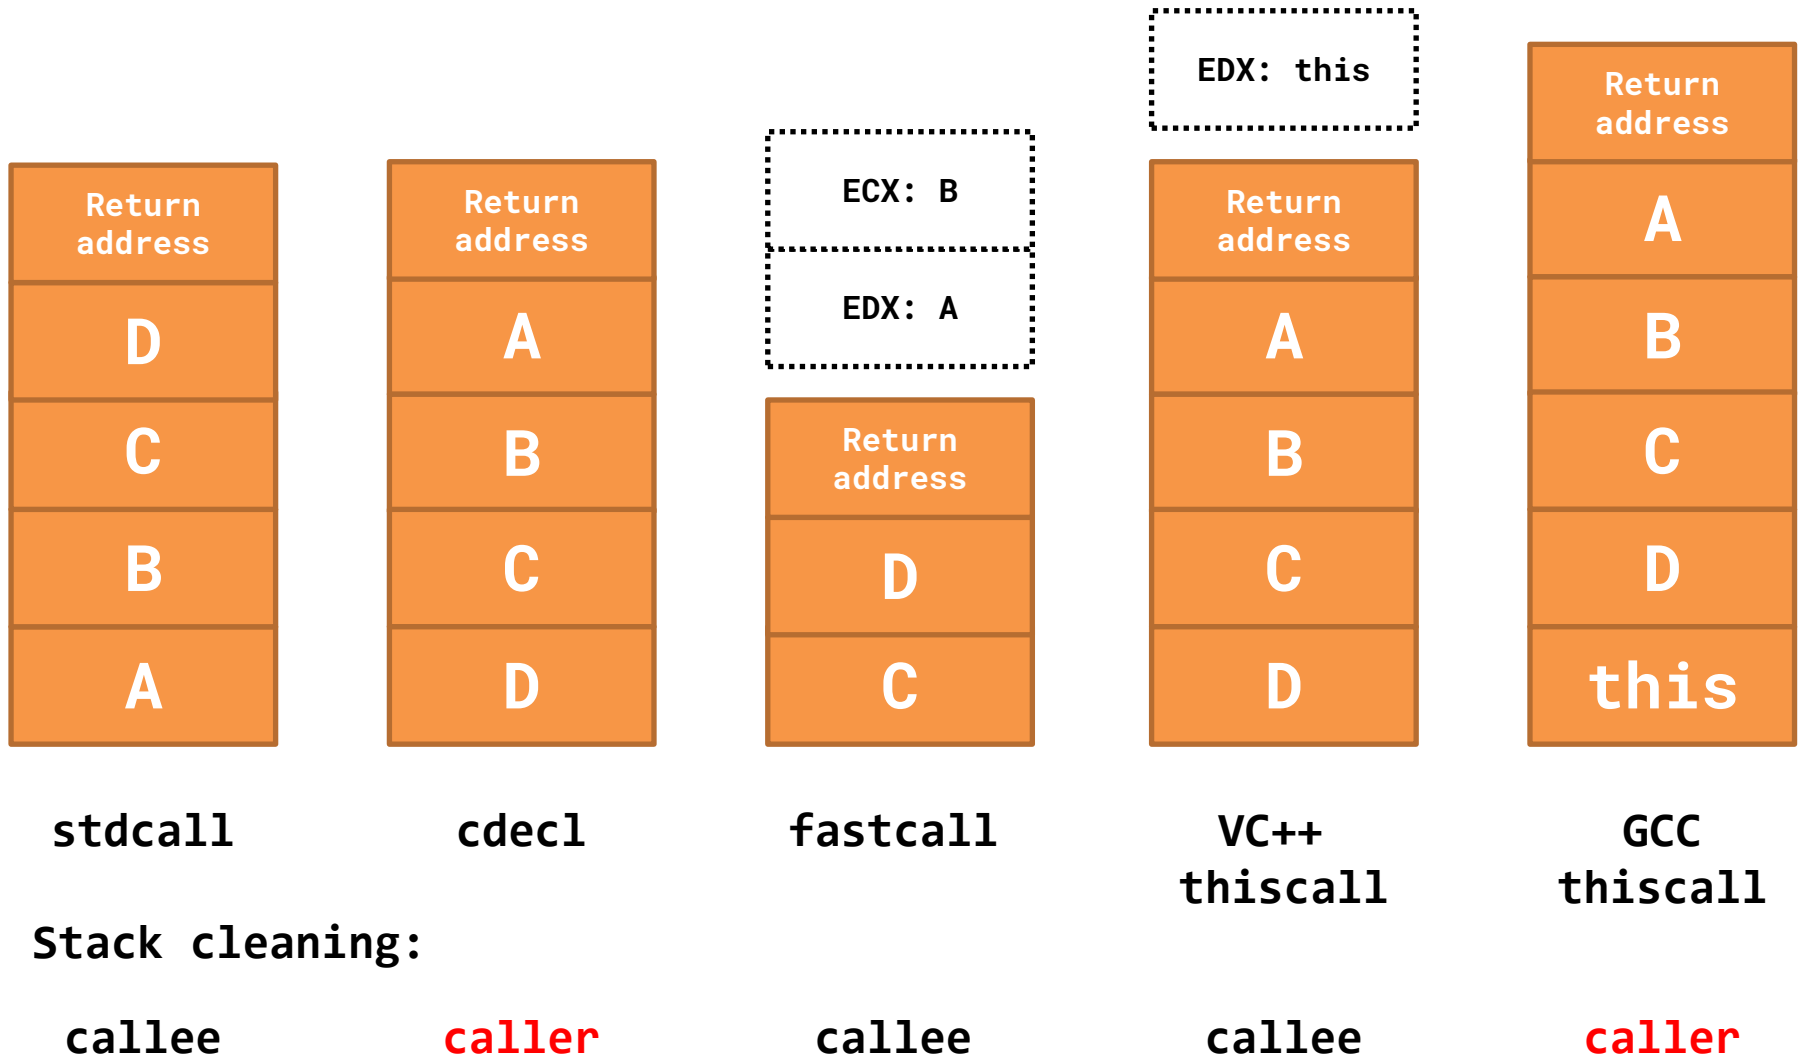 Return
address
D
C
B
A
stdcall
Return
address
A
B
C
D
cdecl
ECX: B
EDX: A
Return
address
D
C
fastcall
EDX: this
Return
address
A
B
C
D
VC++
thiscall
Return
address
A
B
C
D
this
GCC
thiscall
Stack cleaning:
callee
caller
callee
callee
caller